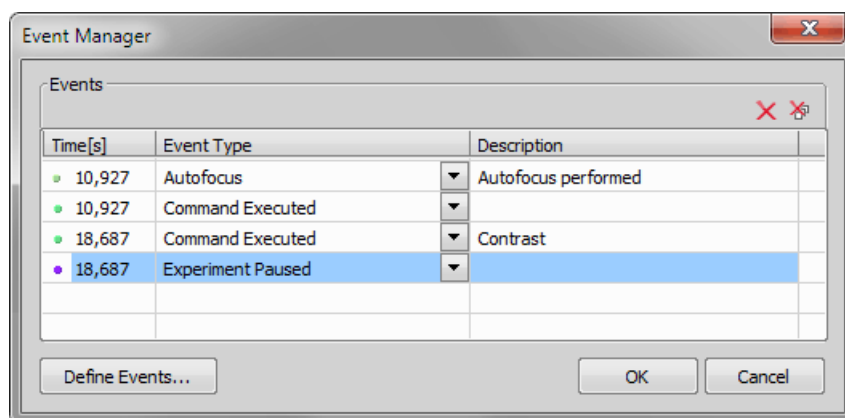 Event Manager
Events
Time[s] Event Type Description
10,927 Autofocus Autofocus performed
10,927 Command Executed
18,687 Command Executed Contrast
18,687 Experiment Paused
Define Events... OK Cancel